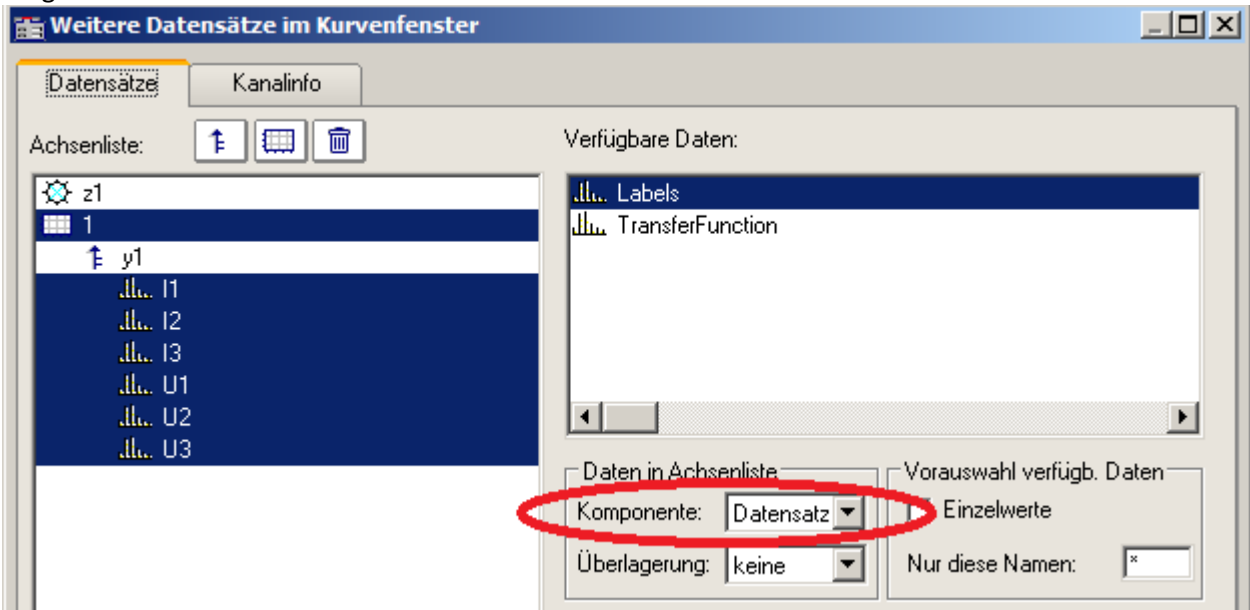 Weitere Datensätze im Kurvenfenster
Datensätze Kanalinfo
Achsenliste: Verfügbare Daten:
z1 Labels
1 TransferFunction
y1
I1
I2
I3
U1
U2
U3
Daten in Achsenliste Vorauswahl verfügb. Daten
Komponente: Datensatz Einzelwerte
Überlagerung: keine Nur diese Namen: *